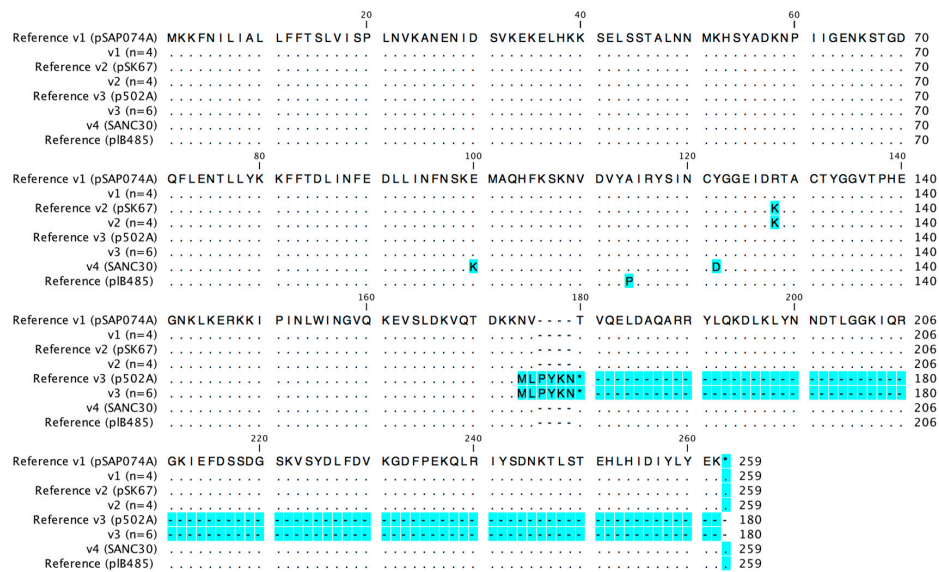 20 40 60
Reference v1 (pSAP074A) MKKFNILIAL LFFTSLVISP LNVKANENID SVKEKELHKK SELSSTALNN MKHSYADKNP IIGENKSTGD 70
v1 (n=4) .......... .......... .......... .......... .......... .......... .......... 70
Reference v2 (pSK67) .......... .......... .......... .......... .......... .......... .......... 70
v2 (n=4) .......... .......... .......... .......... .......... .......... .......... 70
Reference v3 (p502A) .......... .......... .......... .......... .......... .......... .......... 70
v3 (n=6) .......... .......... .......... .......... .......... .......... .......... 70
v4 (SANC30) .......... .......... .......... .......... .......... .......... .......... 70
Reference (pIB485) .......... .......... .......... .......... .......... .......... .......... 70
80 100 120 140
Reference v1 (pSAP074A) QFLENTLLYK KFFTDLINFE DLLINFNSKE MAQHFKSKNV DVYAIRYSIN CYGGEIDRTA CTYGGVTPHE 140
v1 (n=4) .......... .......... .......... .......... .......... .......... .......... 140
Reference v2 (pSK67) .......... .......... .......... .......... .......... .......K.. .......... 140
v2 (n=4) .......... .......... .......... .......... .......... .......K.. .......... 140
Reference v3 (p502A) .......... .......... .......... .......... .......... .......... .......... 140
v3 (n=6) .......... .......... .......... .......... .......... .......... .......... 140
v4 (SANC30) .......... .......... .........K .......... .......... .D........ .......... 140
Reference (pIB485) .......... .......... .......... .......... ...P...... .......... .......... 140
160 180 200
Reference v1 (pSAP074A) GNKLKERKKI PINLWINGVQ KEVSLDKVQT DKKNV----T VQELDAQARR YLQKDLKLYN NDTLGGKIQR 206
v1 (n=4) .......... .......... .......... .....----. .......... .......... .......... 206
Reference v2 (pSK67) .......... .......... .......... .....----. .......... .......... .......... 206
v2 (n=4) .......... .......... .......... .....----. .......... .......... .......... 206
Reference v3 (p502A) .......... .......... .......... ...MLPYKN* ---------- ---------- ---------- 180
v3 (n=6) .......... .......... .......... ...MLPYKN* ---------- ---------- ---------- 180
v4 (SANC30) .......... .......... .......... .....----. .......... .......... .......... 206
Reference (pIB485) .......... .......... .......... .....----. .......... .......... .......... 206
220 240 260
Reference v1 (pSAP074A) GKIEFDSSDG SKVSYDLFDV KGDFPEKQLR IYSDNKTLST EHLHIDIYLY EK* 259
v1 (n=4) .......... .......... .......... .......... .......... ... 259
Reference v2 (pSK67) .......... .......... .......... .......... .......... ... 259
v2 (n=4) .......... .......... .......... .......... .......... ... 259
Reference v3 (p502A) ---------- ---------- ---------- ---------- ---------- --- 180
v3 (n=6) ---------- ---------- ---------- ---------- ---------- --- 180
v4 (SANC30) .......... .......... .......... .......... .......... ... 259
Reference (pIB485) .......... .......... .......... .......... .......... ... 259